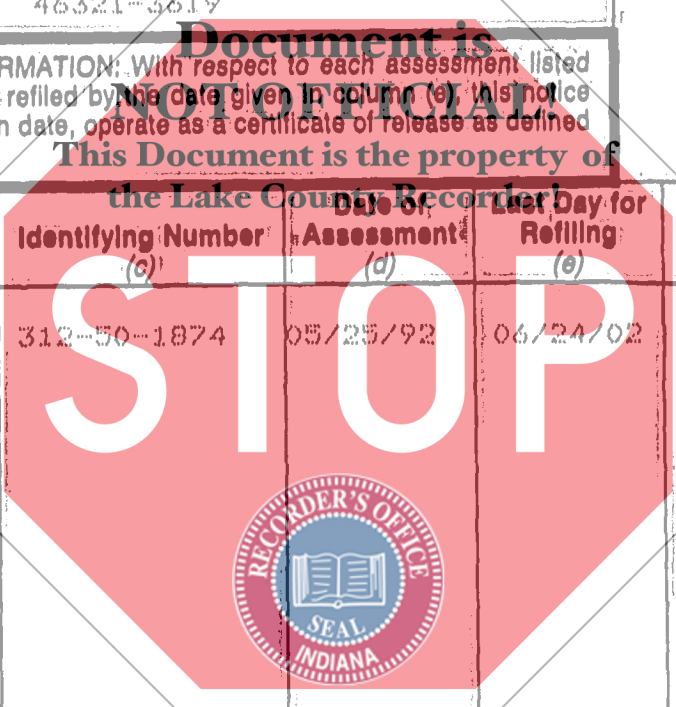 46321-3619
Document is
RMATION: With respect to each assessment listed
refiled by the date given in column (e), this notice
NOT OFFICIAL!
n date, operate as a certificate of release as defined
This Document is the property of
the Lake County Recorder!
Identifying Number
(c)
Date of
Assessment
(d)
Last Day for
Refiling
(e)
312-50-1874 05/25/92 06/24/02
STOP
RECORDER'S OFFICE
SEAL
INDIANA